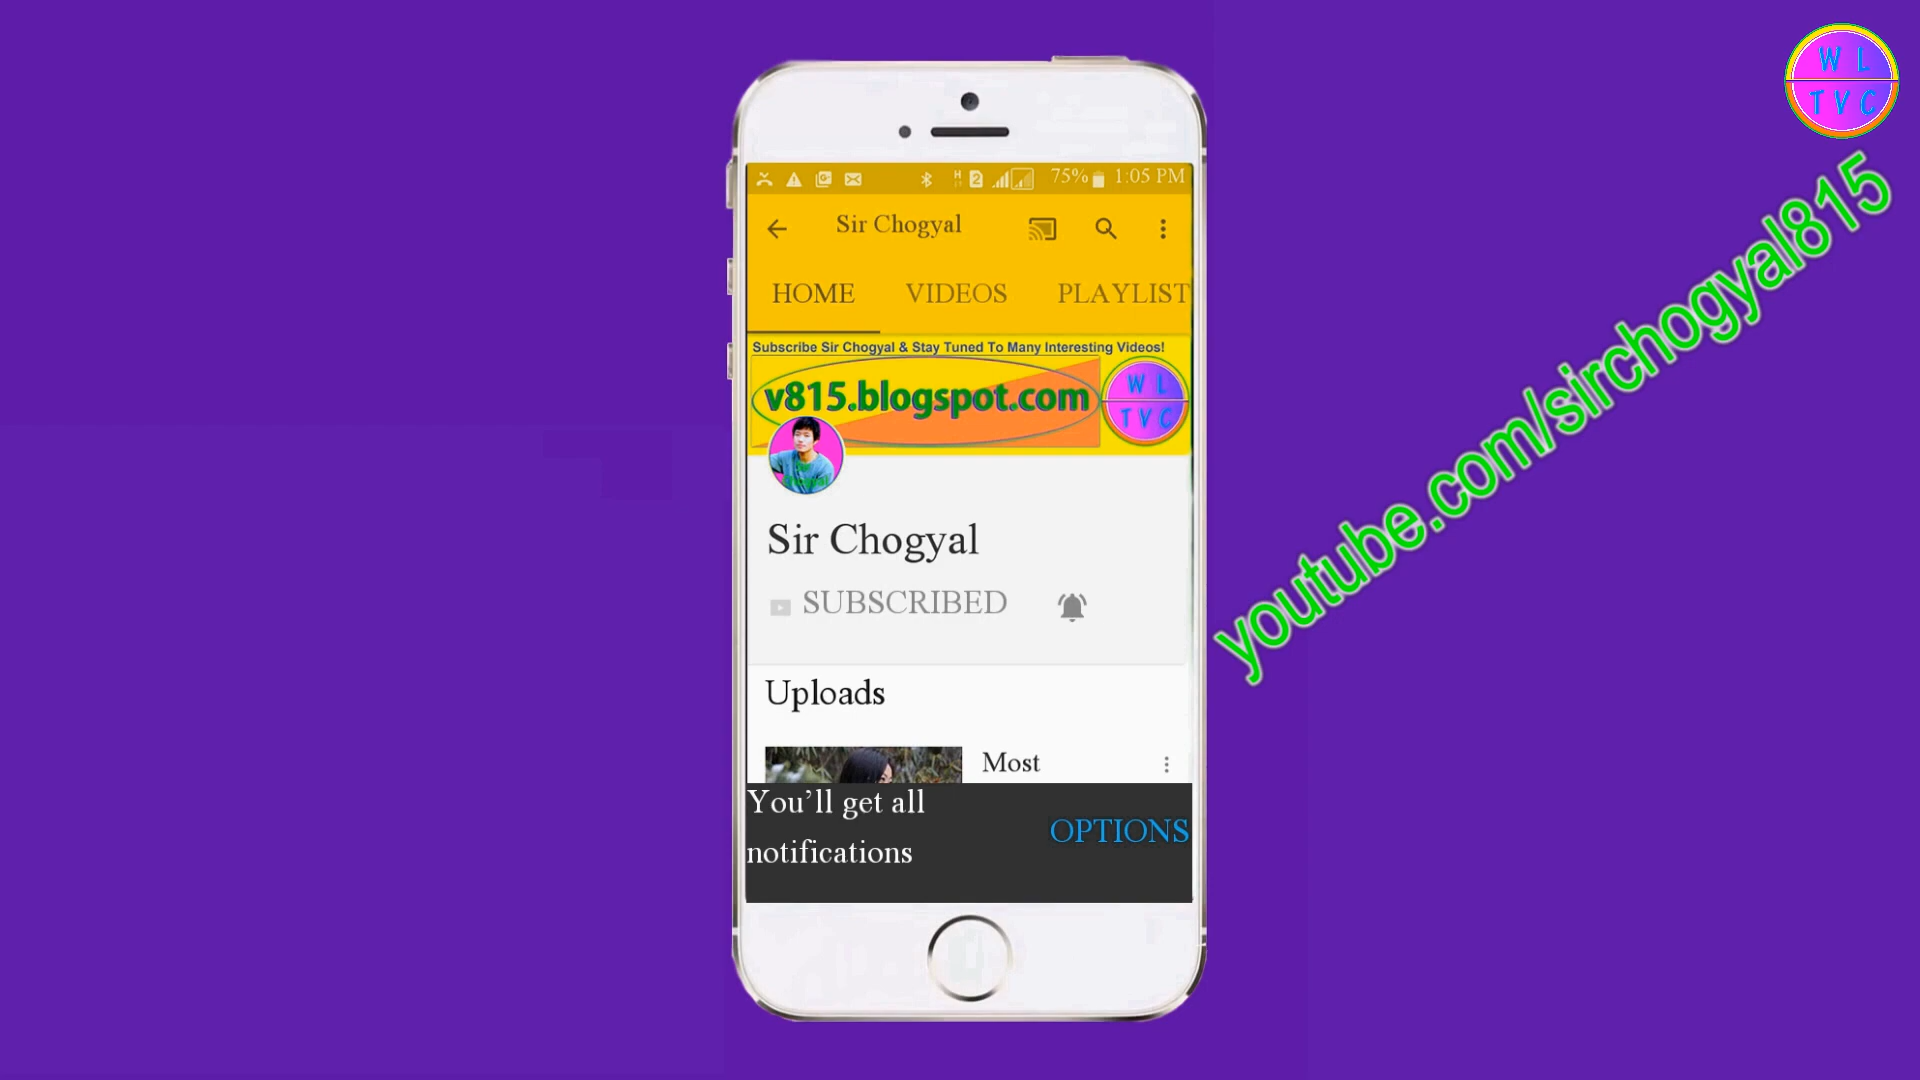 W L
T V C
75% 1:05 PM
Sir Chogyal
HOME VIDEOS PLAYLIST
Subscribe Sir Chogyal & Stay Tuned To Many Interesting Videos!
v815.blogspot.com
W L
T V C
Sir Chogyal
SUBSCRIBED
Uploads
Most
You’ll get all
notifications
OPTIONS
youtube.com/sirchogyal815